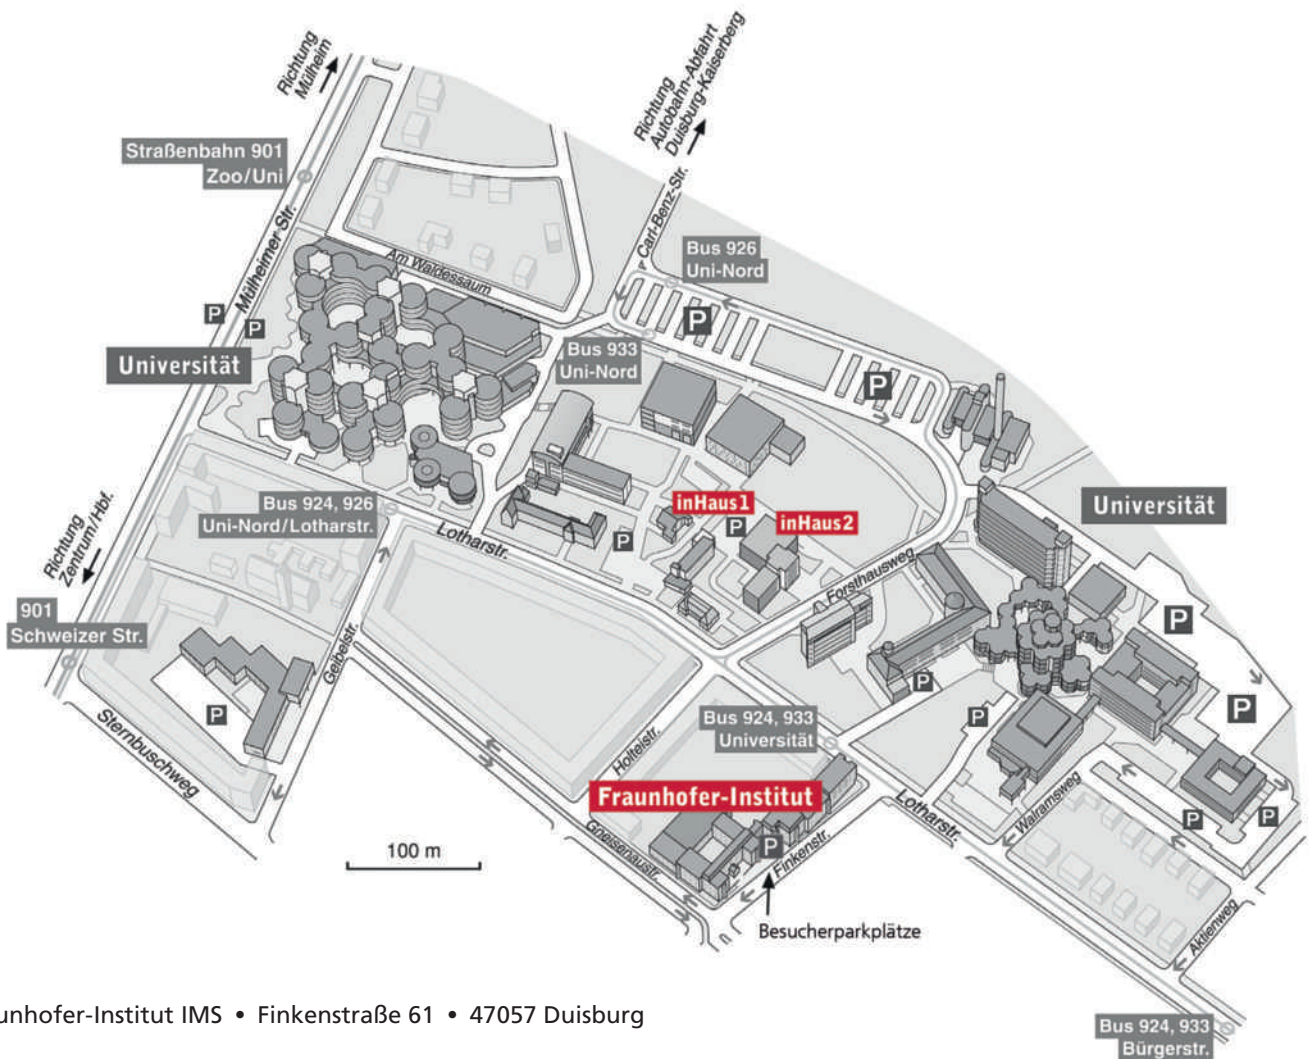 Richtung
Mülheim
Richtung
Autobahn-Abfahrt
Duisburg-Kaiserberg
Straßenbahn 901
Zoo/Uni
Mülheimer Str.
Carl-Benz-Str.
Bus 926
Uni-Nord
Am Waldessaum
P
P
P
Universität
Bus 933
Uni-Nord
P
inHaus1
Universität
Bus 924, 926
Uni-Nord/Lotharstr.
P
inHaus2
Lotharstr.
P
Richtung
Zentrum/Hbf.
Forsthausweg
901
Schweizer Str.
P
Geibelstr.
P
P
P
P
Bus 924, 933
Universität
Sternbuschweg
Holteistr.
Fraunhofer-Institut
Lotharstr.
Walramsweg
P
P
P
Finkenstr.
Gneisenaustr.
100 m
Besucherparkplätze
Aktienweg
unhofer-Institut IMS • Finkenstraße 61 • 47057 Duisburg
Bus 924, 933
Bürgerstr.